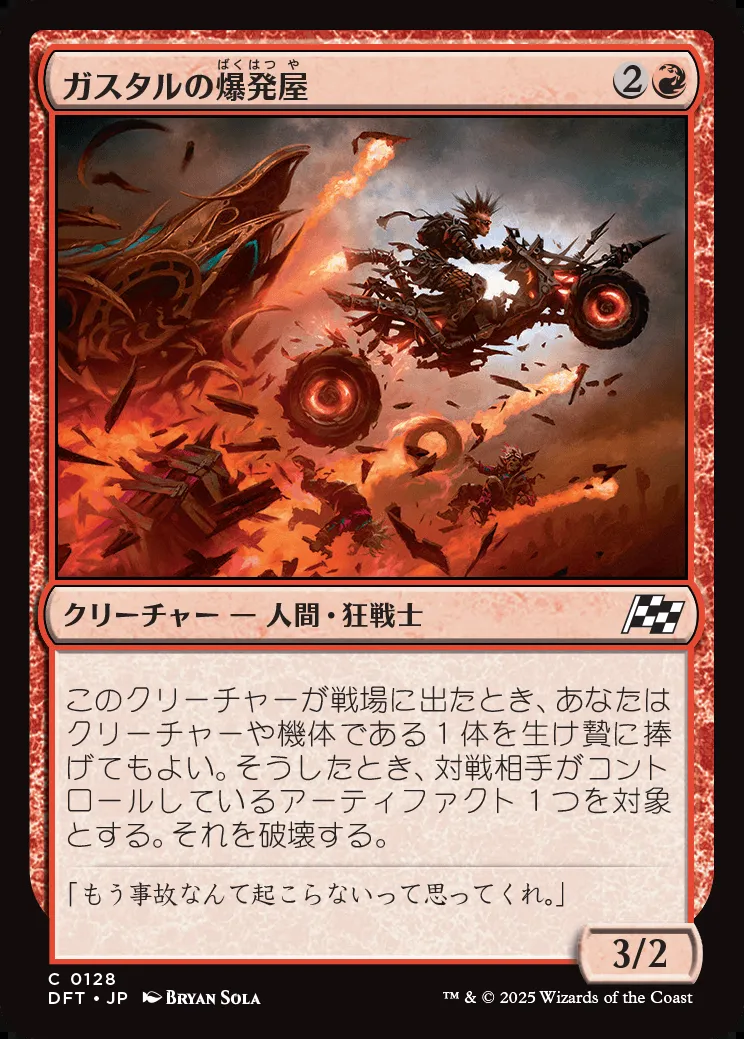 ばくはつ や
ガスタルの爆発屋 2
クリーチャー — 人間・狂戦士
このクリーチャーが戦場に出たとき、あなたは
クリーチャーや機体である１体を生け贄に捧
げてもよい。そうしたとき、対戦相手がコント
ロールしているアーティファクト１つを対象
とする。それを破壊する。
「もう事故なんて起こらないって思ってくれ。」
3/2
C 0128
DFT • JP Bryan Sola
™ & © 2025 Wizards of the Coast